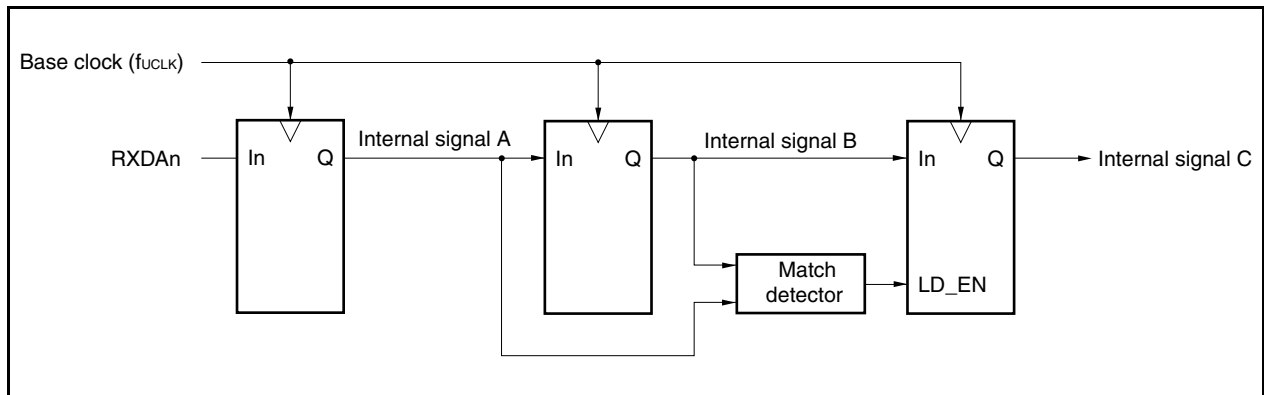 Base clock (fUCLK)
RXDAn
In
Q
Internal signal A
In
Q
Internal signal B
In
Q
Internal signal C
Match
detector
LD_EN